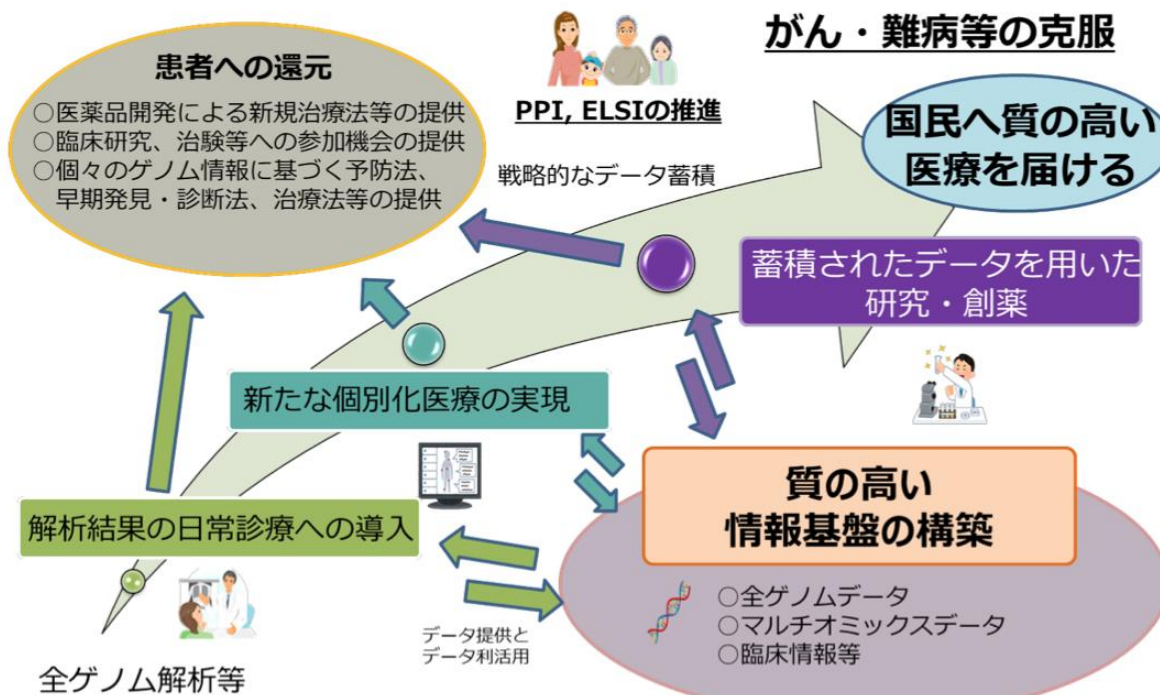 がん・難病等の克服
患者への還元
○医薬品開発による新規治療法等の提供
○臨床研究、治験等への参加機会の提供
○個々のゲノム情報に基づく予防法、
早期発見・診断法、治療法等の提供
PPI, ELSIの推進
国民へ質の高い
医療を届ける
戦略的なデータ蓄積
蓄積されたデータを用いた
研究・創薬
新たな個別化医療の実現
質の高い
情報基盤の構築
解析結果の日常診療への導入
○全ゲノムデータ
○マルチオミックスデータ
○臨床情報等
データ提供と
データ利活用
全ゲノム解析等